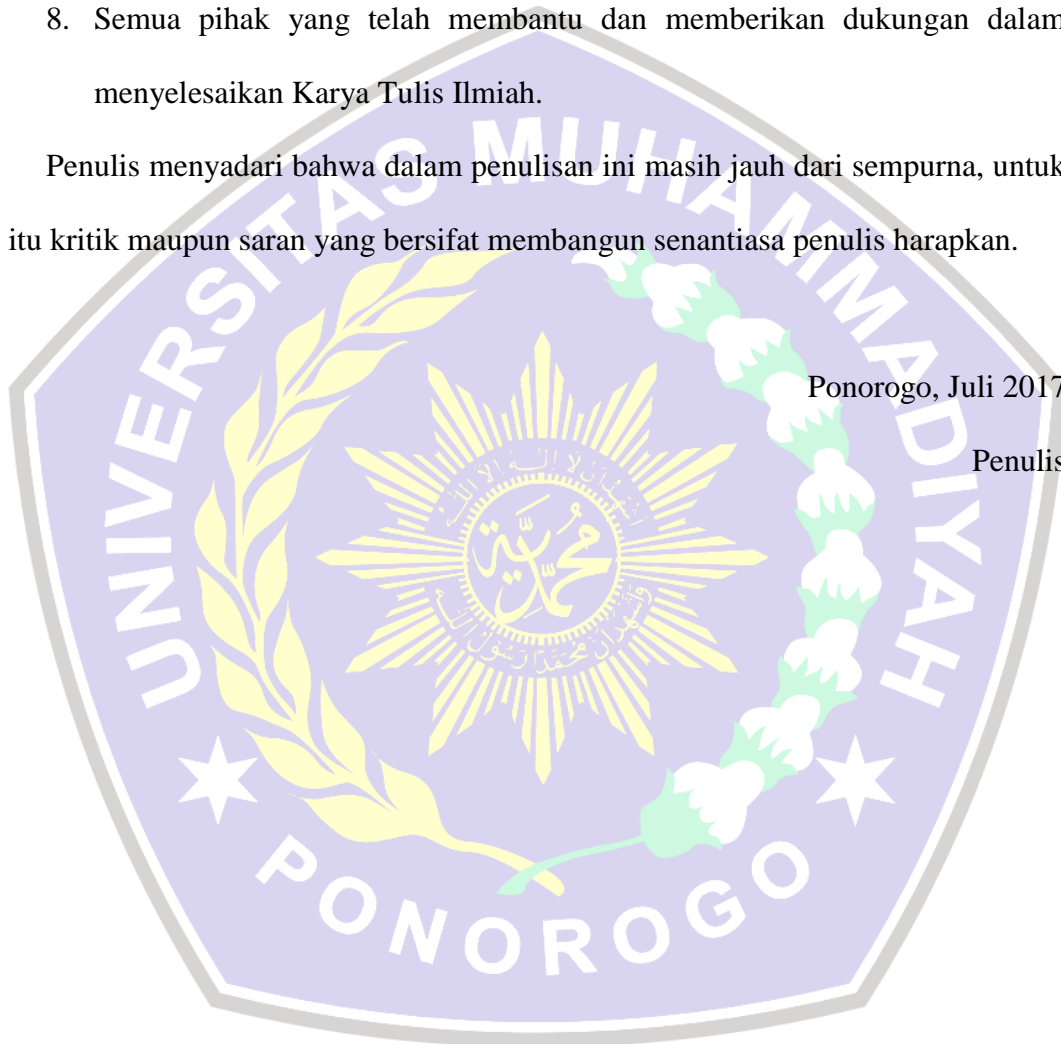 8. Semua pihak yang telah membantu dan memberikan dukungan dalam
menyelesaikan Karya Tulis Ilmiah.
Penulis menyadari bahwa dalam penulisan ini masih jauh dari sempurna, untuk
itu kritik maupun saran yang bersifat membangun senantiasa penulis harapkan.
Ponorogo, Juli 2017
Penulis
UNIVERSITAS MUHAMMADIYAH
محمدية
PONOROGO